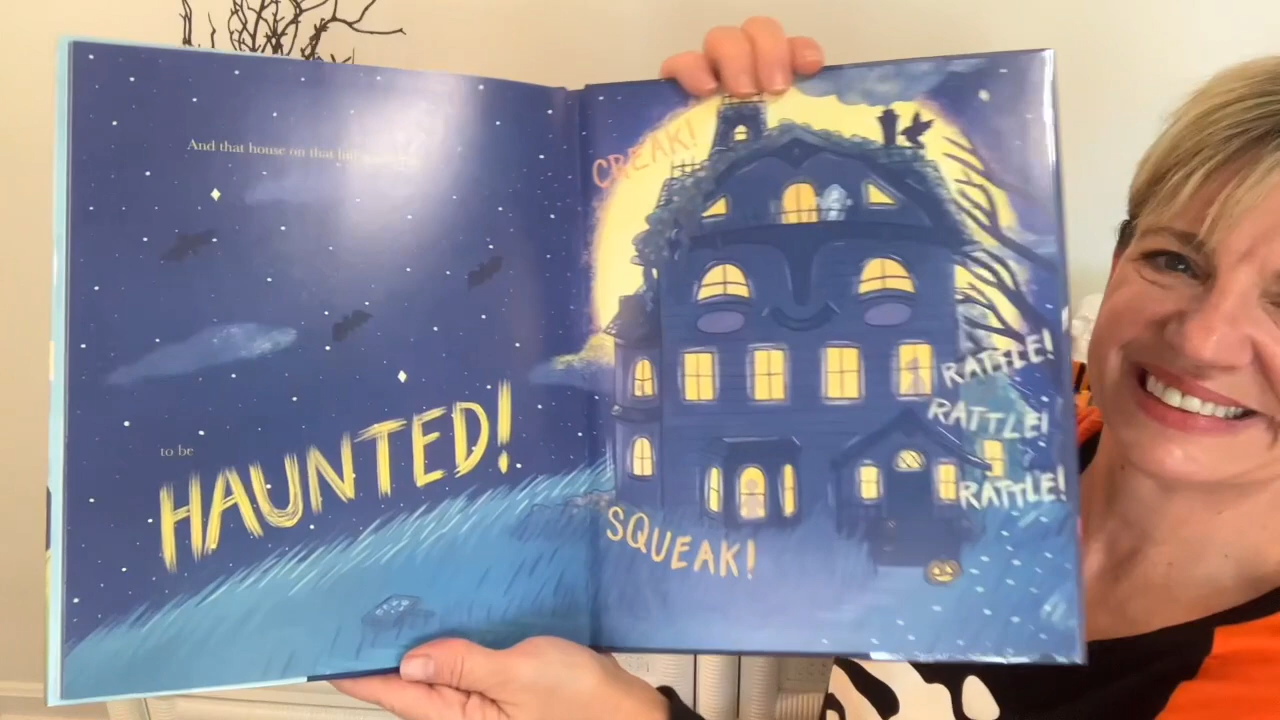 And that house on that hill
to be
HAUNTED!
CREAK!
RATTLE!
RATTLE!
RATTLE!
SQUEAK!